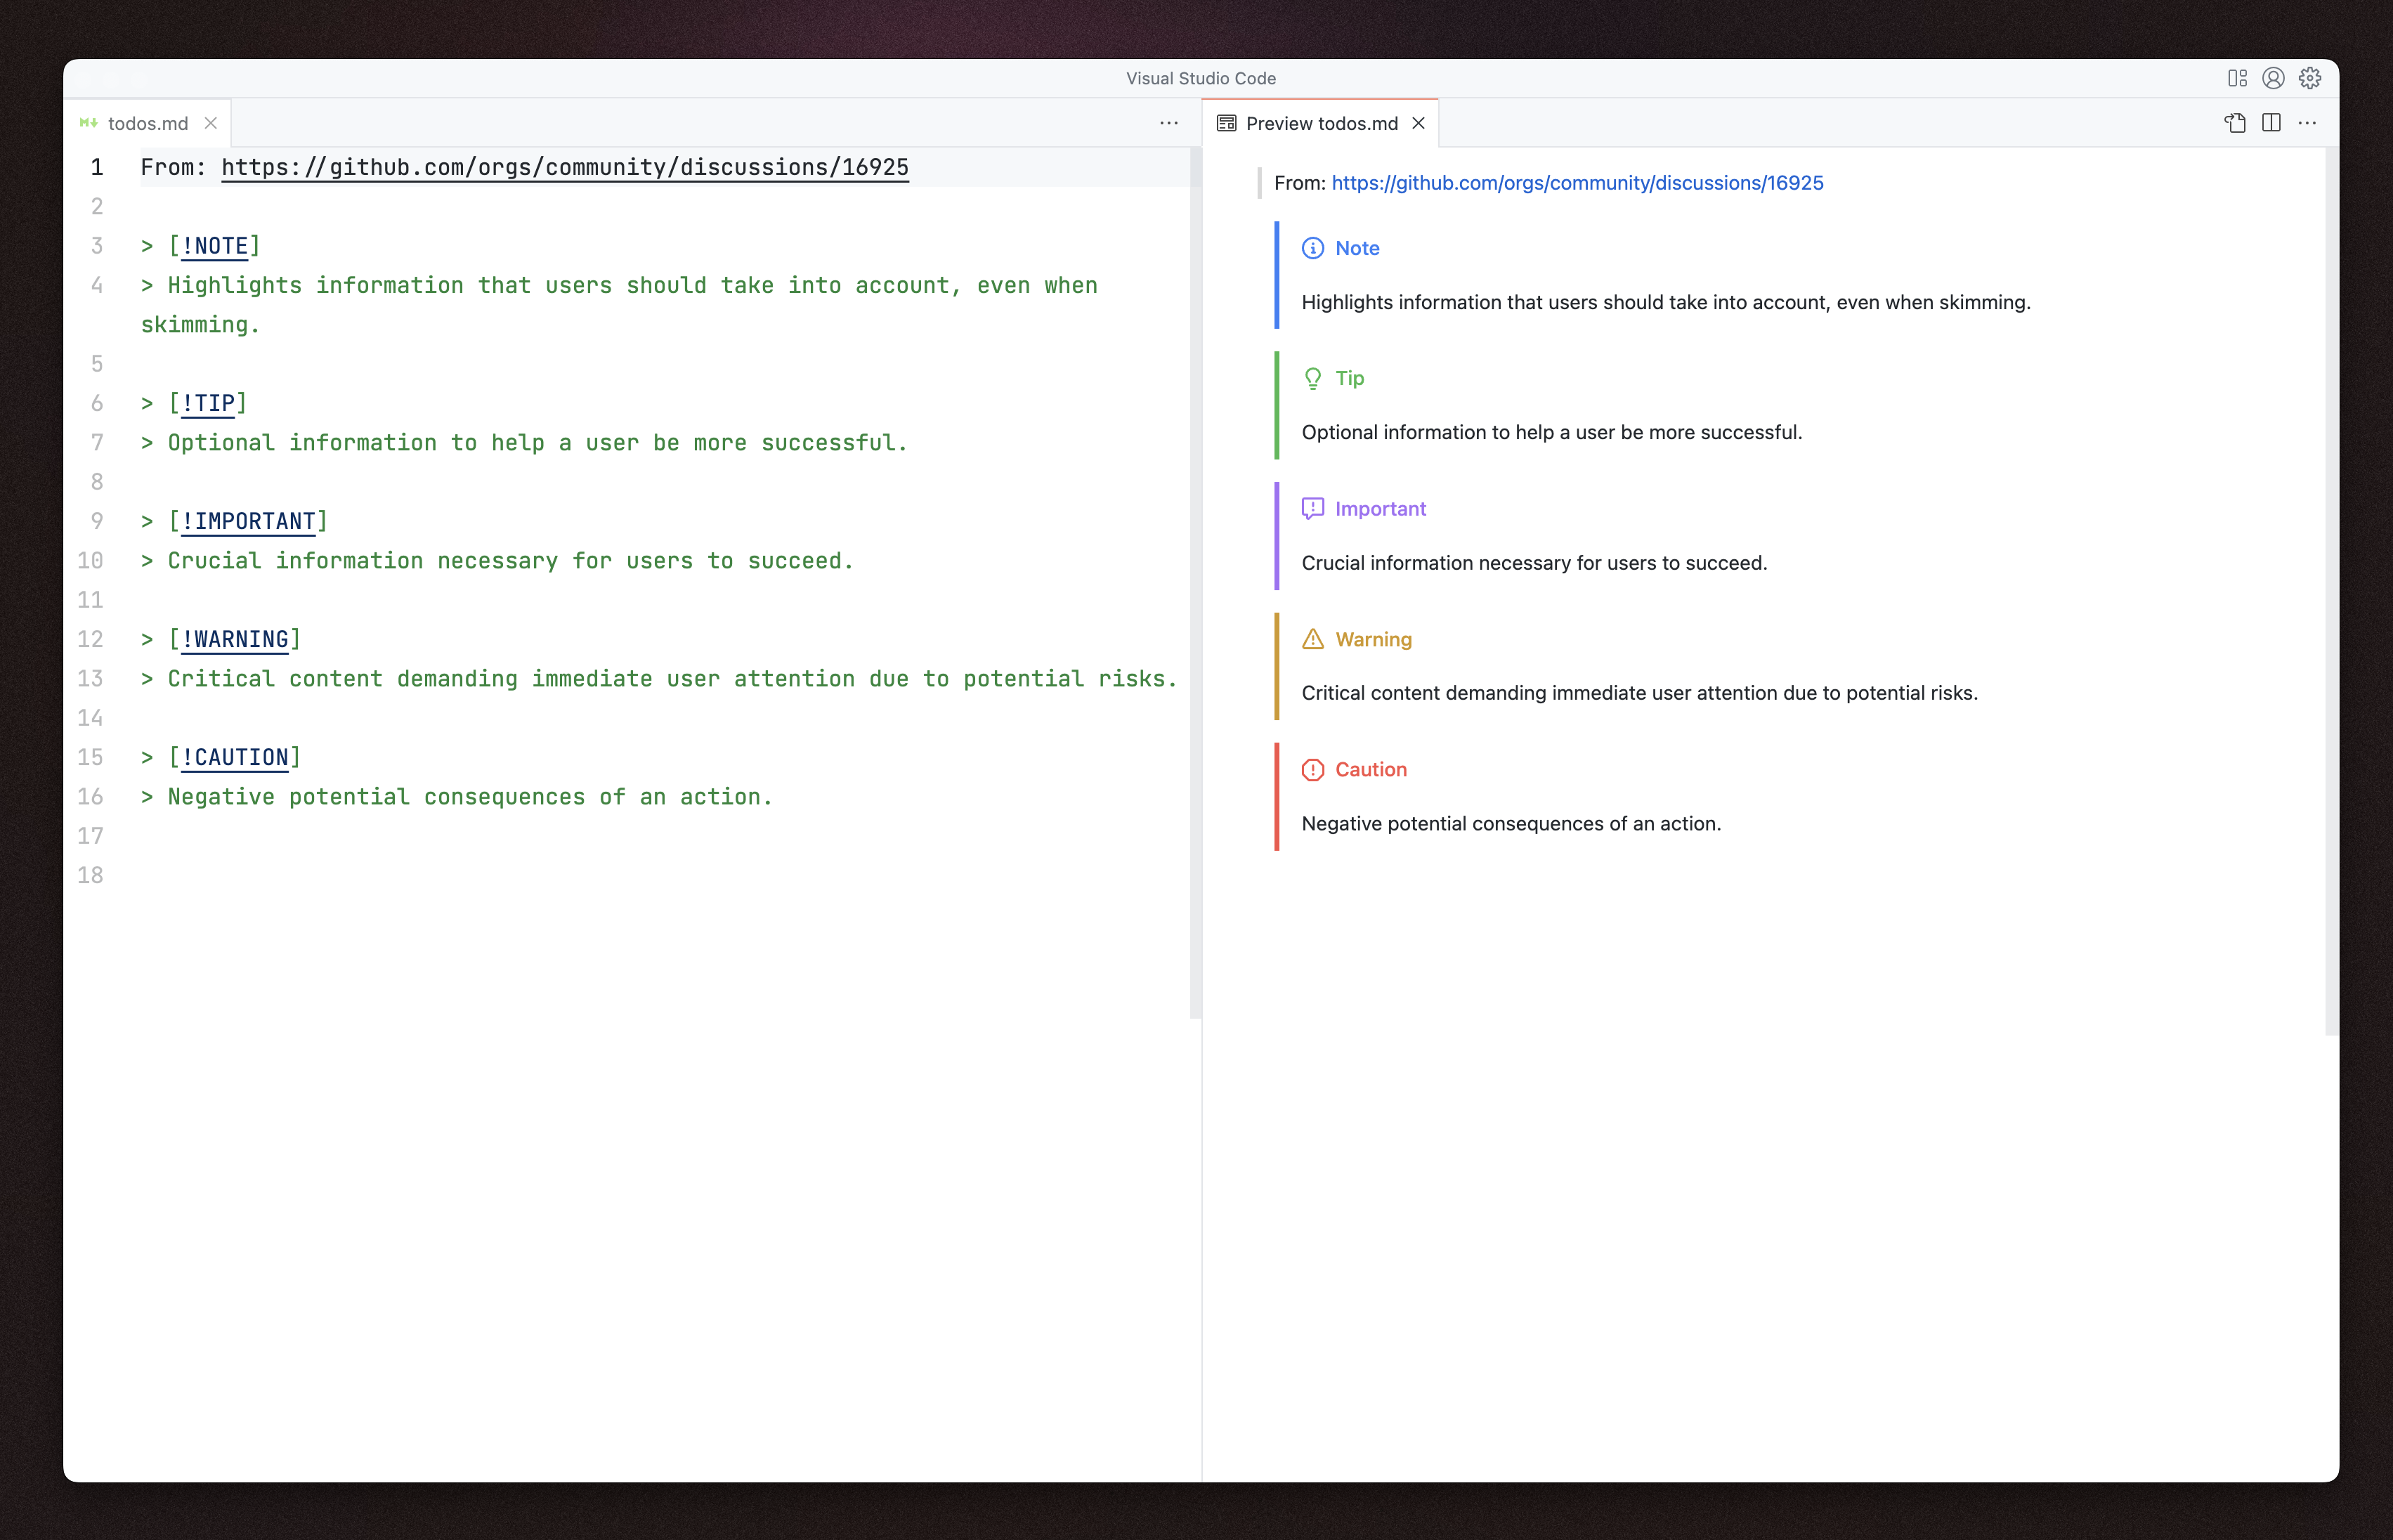 Visual Studio Code
todos.md
1 From: https://github.com/orgs/community/discussions/16925
2
3 > [!NOTE]
4 > Highlights information that users should take into account, even when
skimming.
5
6 > [!TIP]
7 > Optional information to help a user be more successful.
8
9 > [!IMPORTANT]
10 > Crucial information necessary for users to succeed.
11
12 > [!WARNING]
13 > Critical content demanding immediate user attention due to potential risks.
14
15 > [!CAUTION]
16 > Negative potential consequences of an action.
17
18
Preview todos.md
From: https://github.com/orgs/community/discussions/16925
Note
Highlights information that users should take into account, even when skimming.
Tip
Optional information to help a user be more successful.
Important
Crucial information necessary for users to succeed.
Warning
Critical content demanding immediate user attention due to potential risks.
Caution
Negative potential consequences of an action.